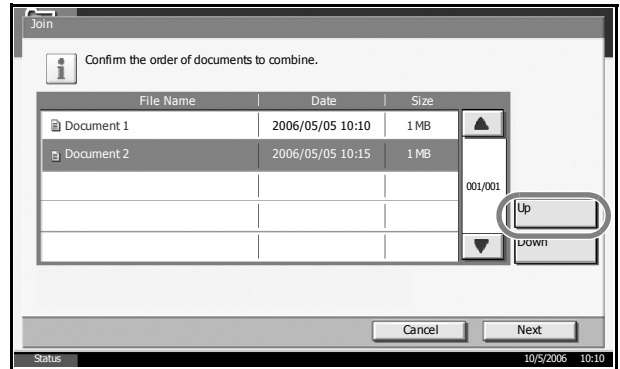 Join
Confirm the order of documents to combine.
File Name Date Size
Document 1 2006/05/05 10:10 1 MB
Document 2 2006/05/05 10:15 1 MB
001/001
Up
Down
Cancel Next
Status 10/5/2006 10:10